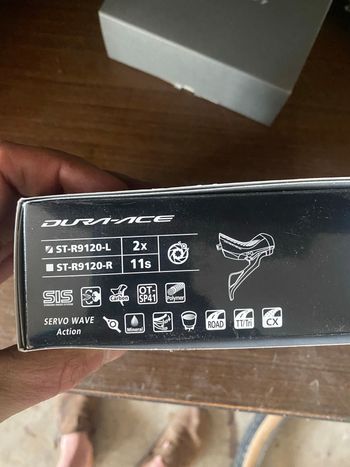 DURA-ACE
ST-R9120-L 2x
ST-R9120-R 11s
SIS Carbon OT-SP41 Polymer
SERVO WAVE Action Mineral ROAD TT/Tri CX